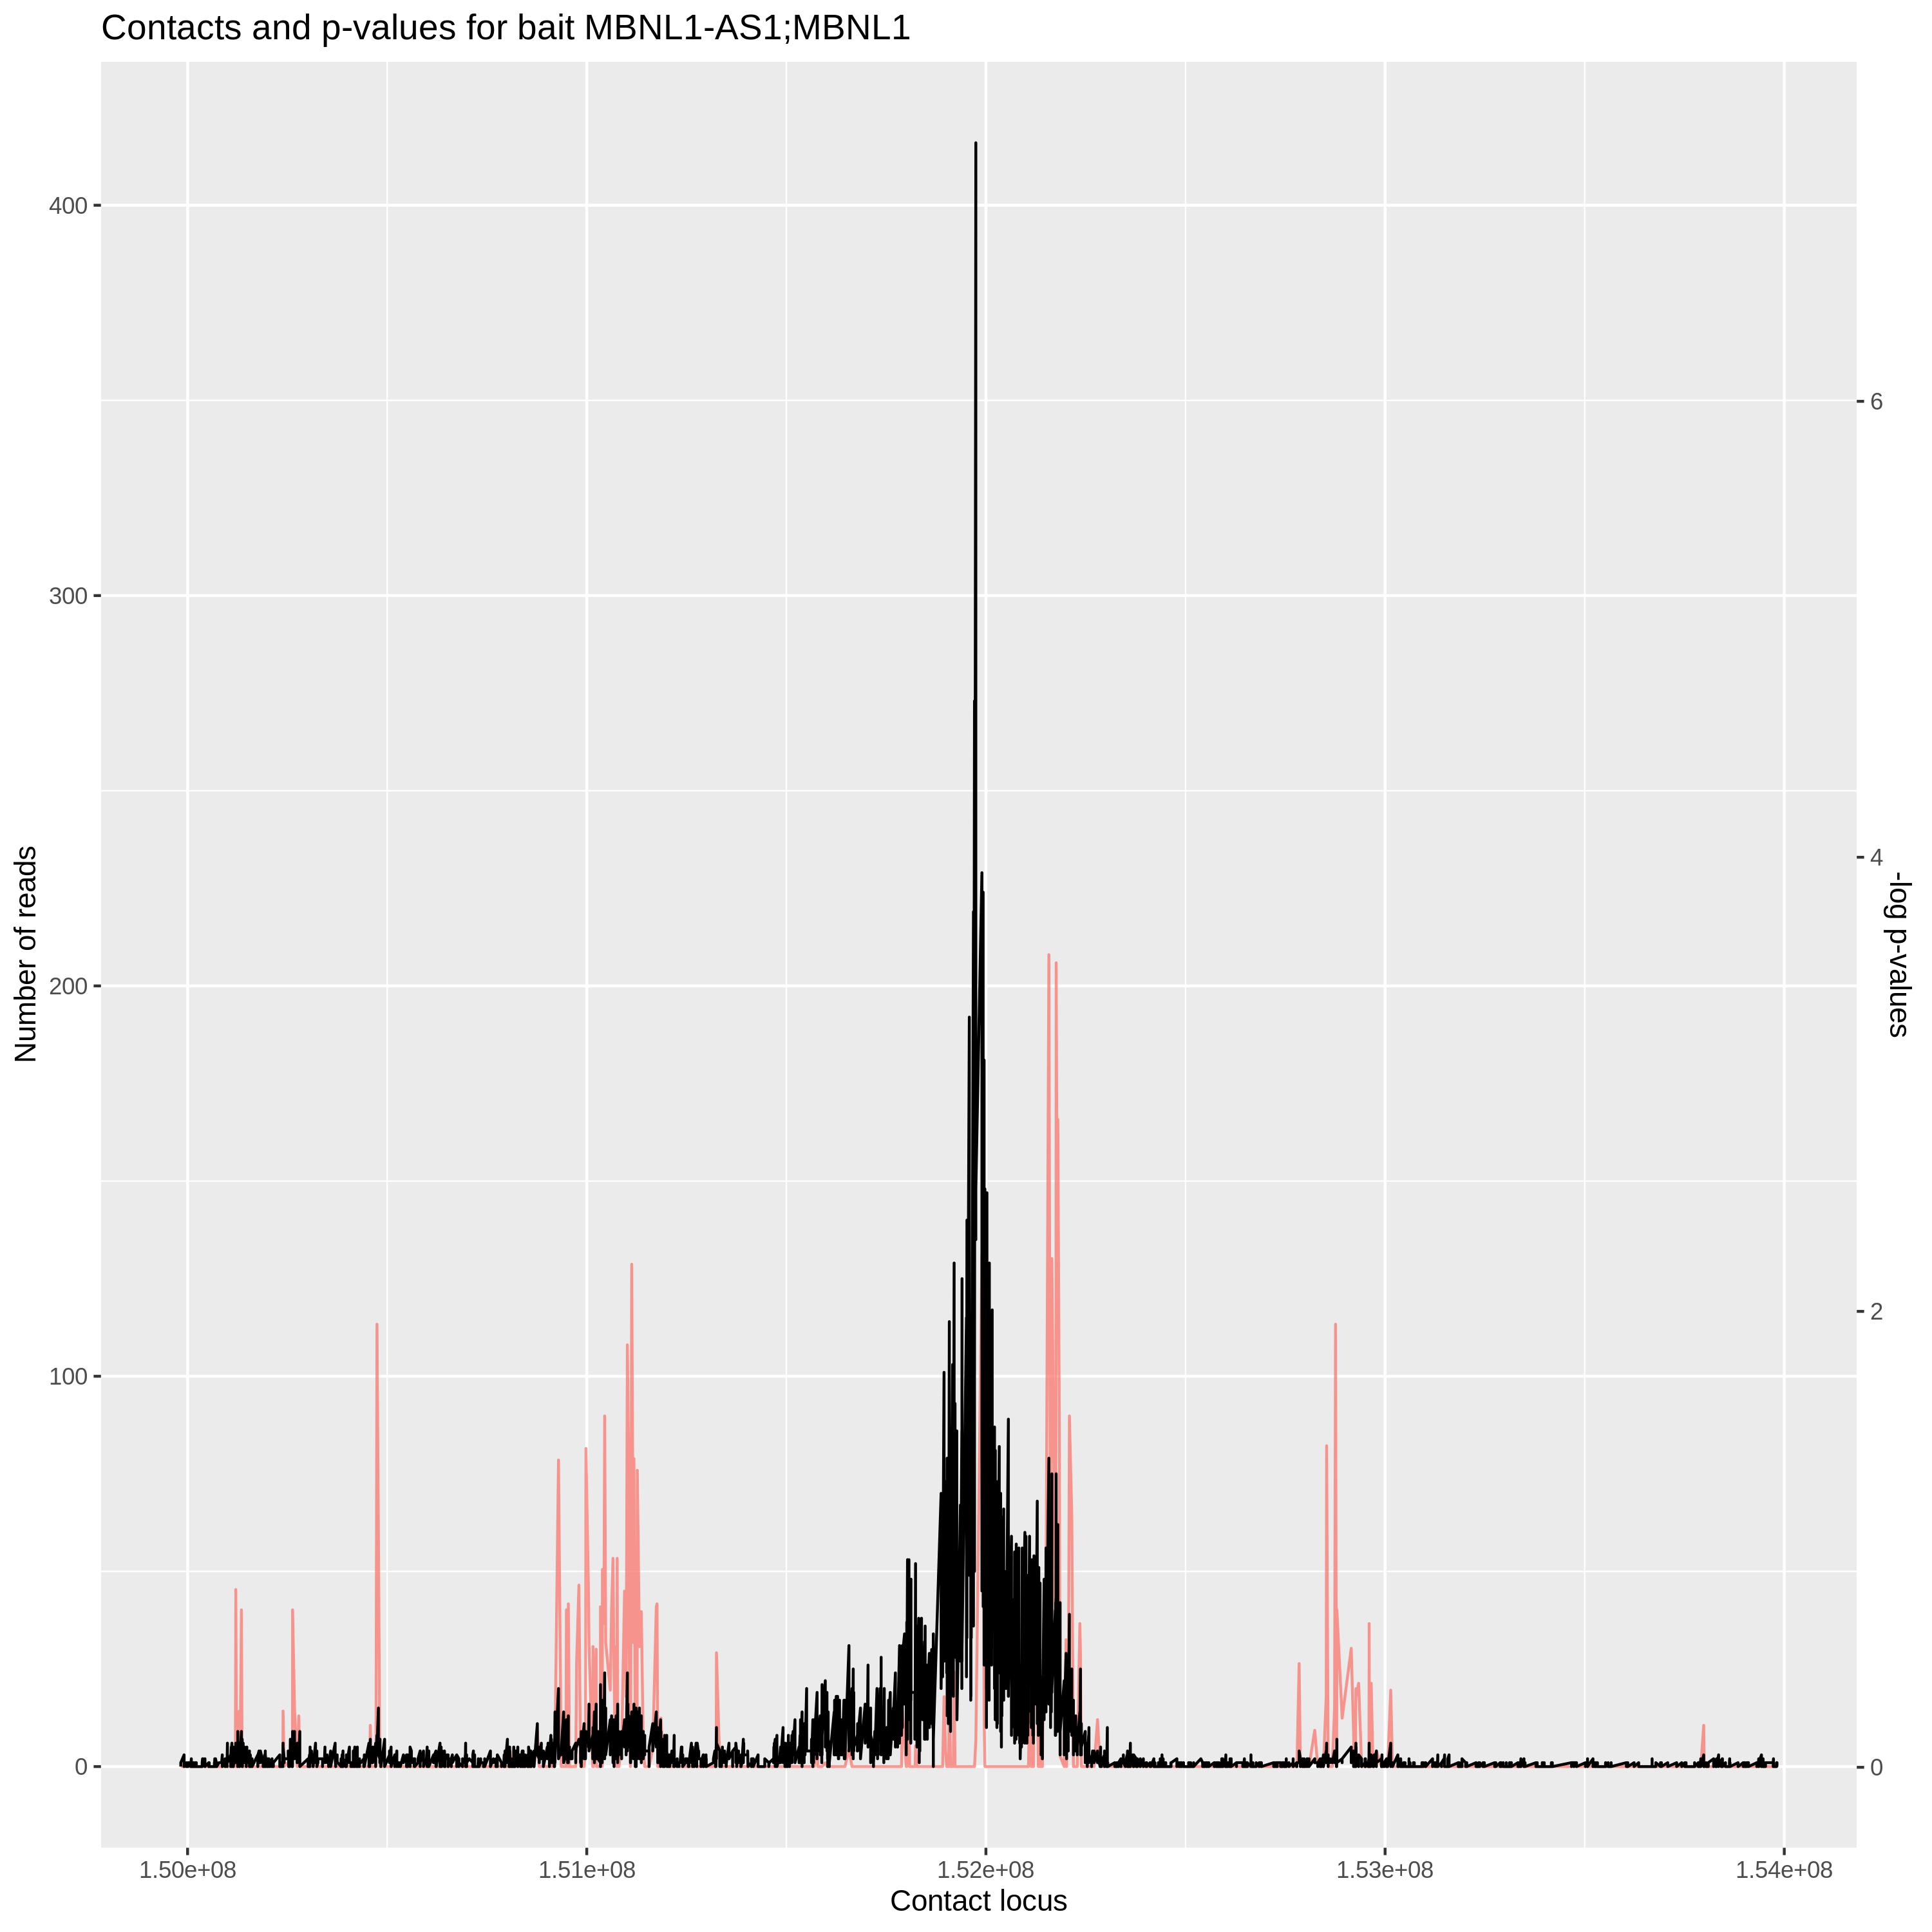 Contacts and p-values for bait MBNL1-AS1;MBNL1
400
300
200
100
0
Number of reads
6
4
2
0
-log p-values
1.50e+08 1.51e+08 1.52e+08 1.53e+08 1.54e+08
Contact locus